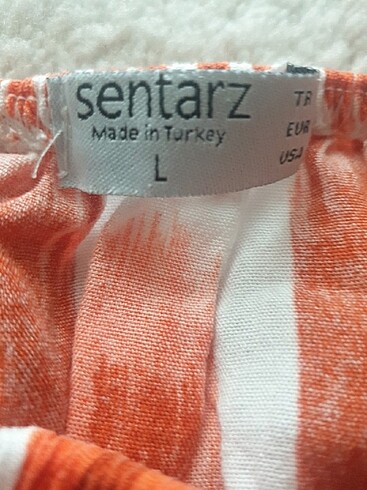 sentarz
Made in Turkey
L
TR
EUR
USA